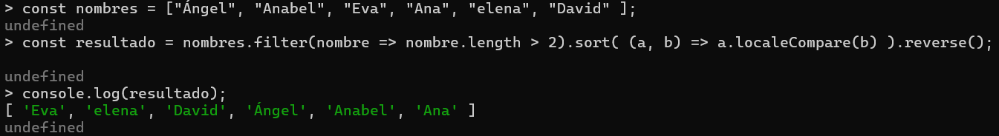 > const nombres = ["Ángel", "Anabel", "Eva", "Ana", "elena", "David" ];
undefined
> const resultado = nombres.filter(nombre => nombre.length > 2).sort( (a, b) => a.localeCompare(b) ).reverse();
undefined
> console.log(resultado);
[ 'Eva', 'elena', 'David', 'Ángel', 'Anabel', 'Ana' ]
undefined